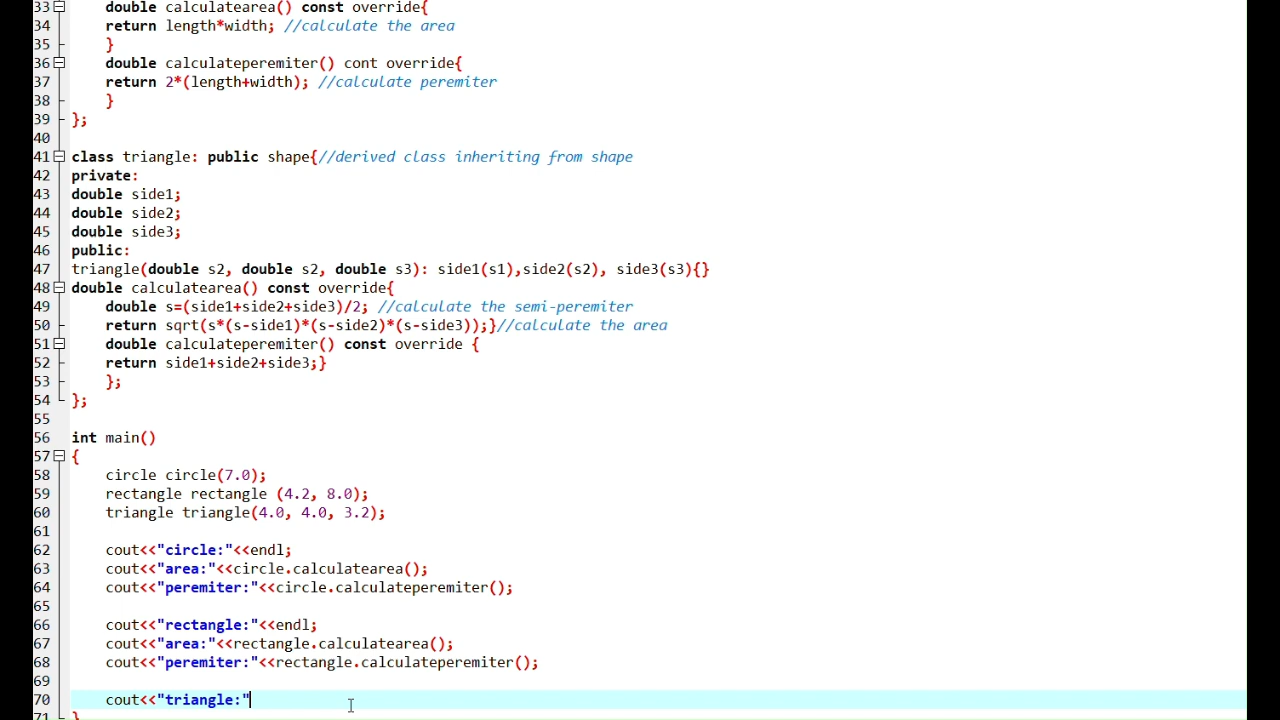 33 double calculatearea() const override{
34 return length*width; //calculate the area
35 }
36 double calculateperemiter() cont override{
37 return 2*(length+width); //calculate peremiter
38 }
39 };
40
41 class triangle: public shape{//derived class inheriting from shape
42 private:
43 double side1;
44 double side2;
45 double side3;
46 public:
47 triangle(double s2, double s2, double s3): side1(s1),side2(s2), side3(s3){}
48 double calculatearea() const override{
49 double s=(side1+side2+side3)/2; //calculate the semi-peremiter
50 return sqrt(s*(s-side1)*(s-side2)*(s-side3));}//calculate the area
51 double calculateperemiter() const override {
52 return side1+side2+side3;}
53 };
54 };
55
56 int main()
57 {
58 circle circle(7.0);
59 rectangle rectangle (4.2, 8.0);
60 triangle triangle(4.0, 4.0, 3.2);
61
62 cout<<"circle:"<<endl;
63 cout<<"area:"<<circle.calculatearea();
64 cout<<"peremiter:"<<circle.calculateperemiter();
65
66 cout<<"rectangle:"<<endl;
67 cout<<"area:"<<rectangle.calculatearea();
68 cout<<"peremiter:"<<rectangle.calculateperemiter();
69
70 cout<<"triangle:"
71 }